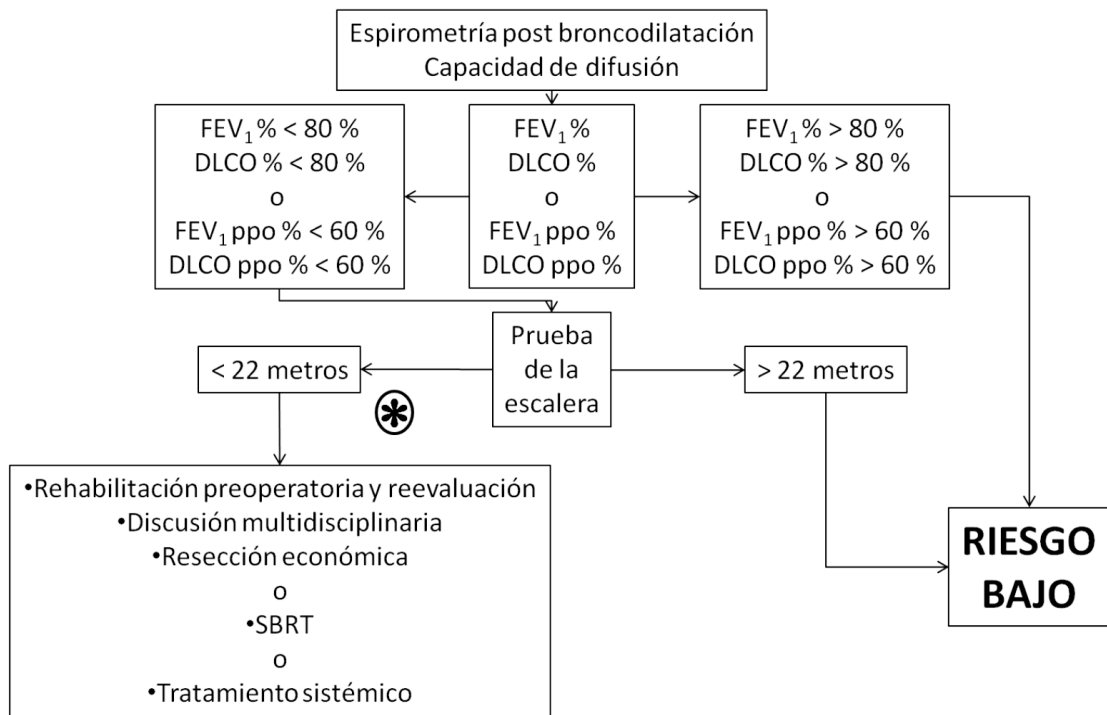 Espirometría post broncodilatación
Capacidad de difusión
FEV₁ % < 80 %
DLCO % < 80 %
o
FEV₁ ppo % < 60 %
DLCO ppo % < 60 %
FEV₁ %
DLCO %
o
FEV₁ ppo %
DLCO ppo %
FEV₁ % > 80 %
DLCO % > 80 %
o
FEV₁ ppo % > 60 %
DLCO ppo % > 60 %
Prueba
de la
escalera
< 22 metros
> 22 metros
*
•Rehabilitación preoperatoria y reevaluación
•Discusión multidisciplinaria
•Resección económica
o
•SBRT
o
•Tratamiento sistémico
RIESGO
BAJO